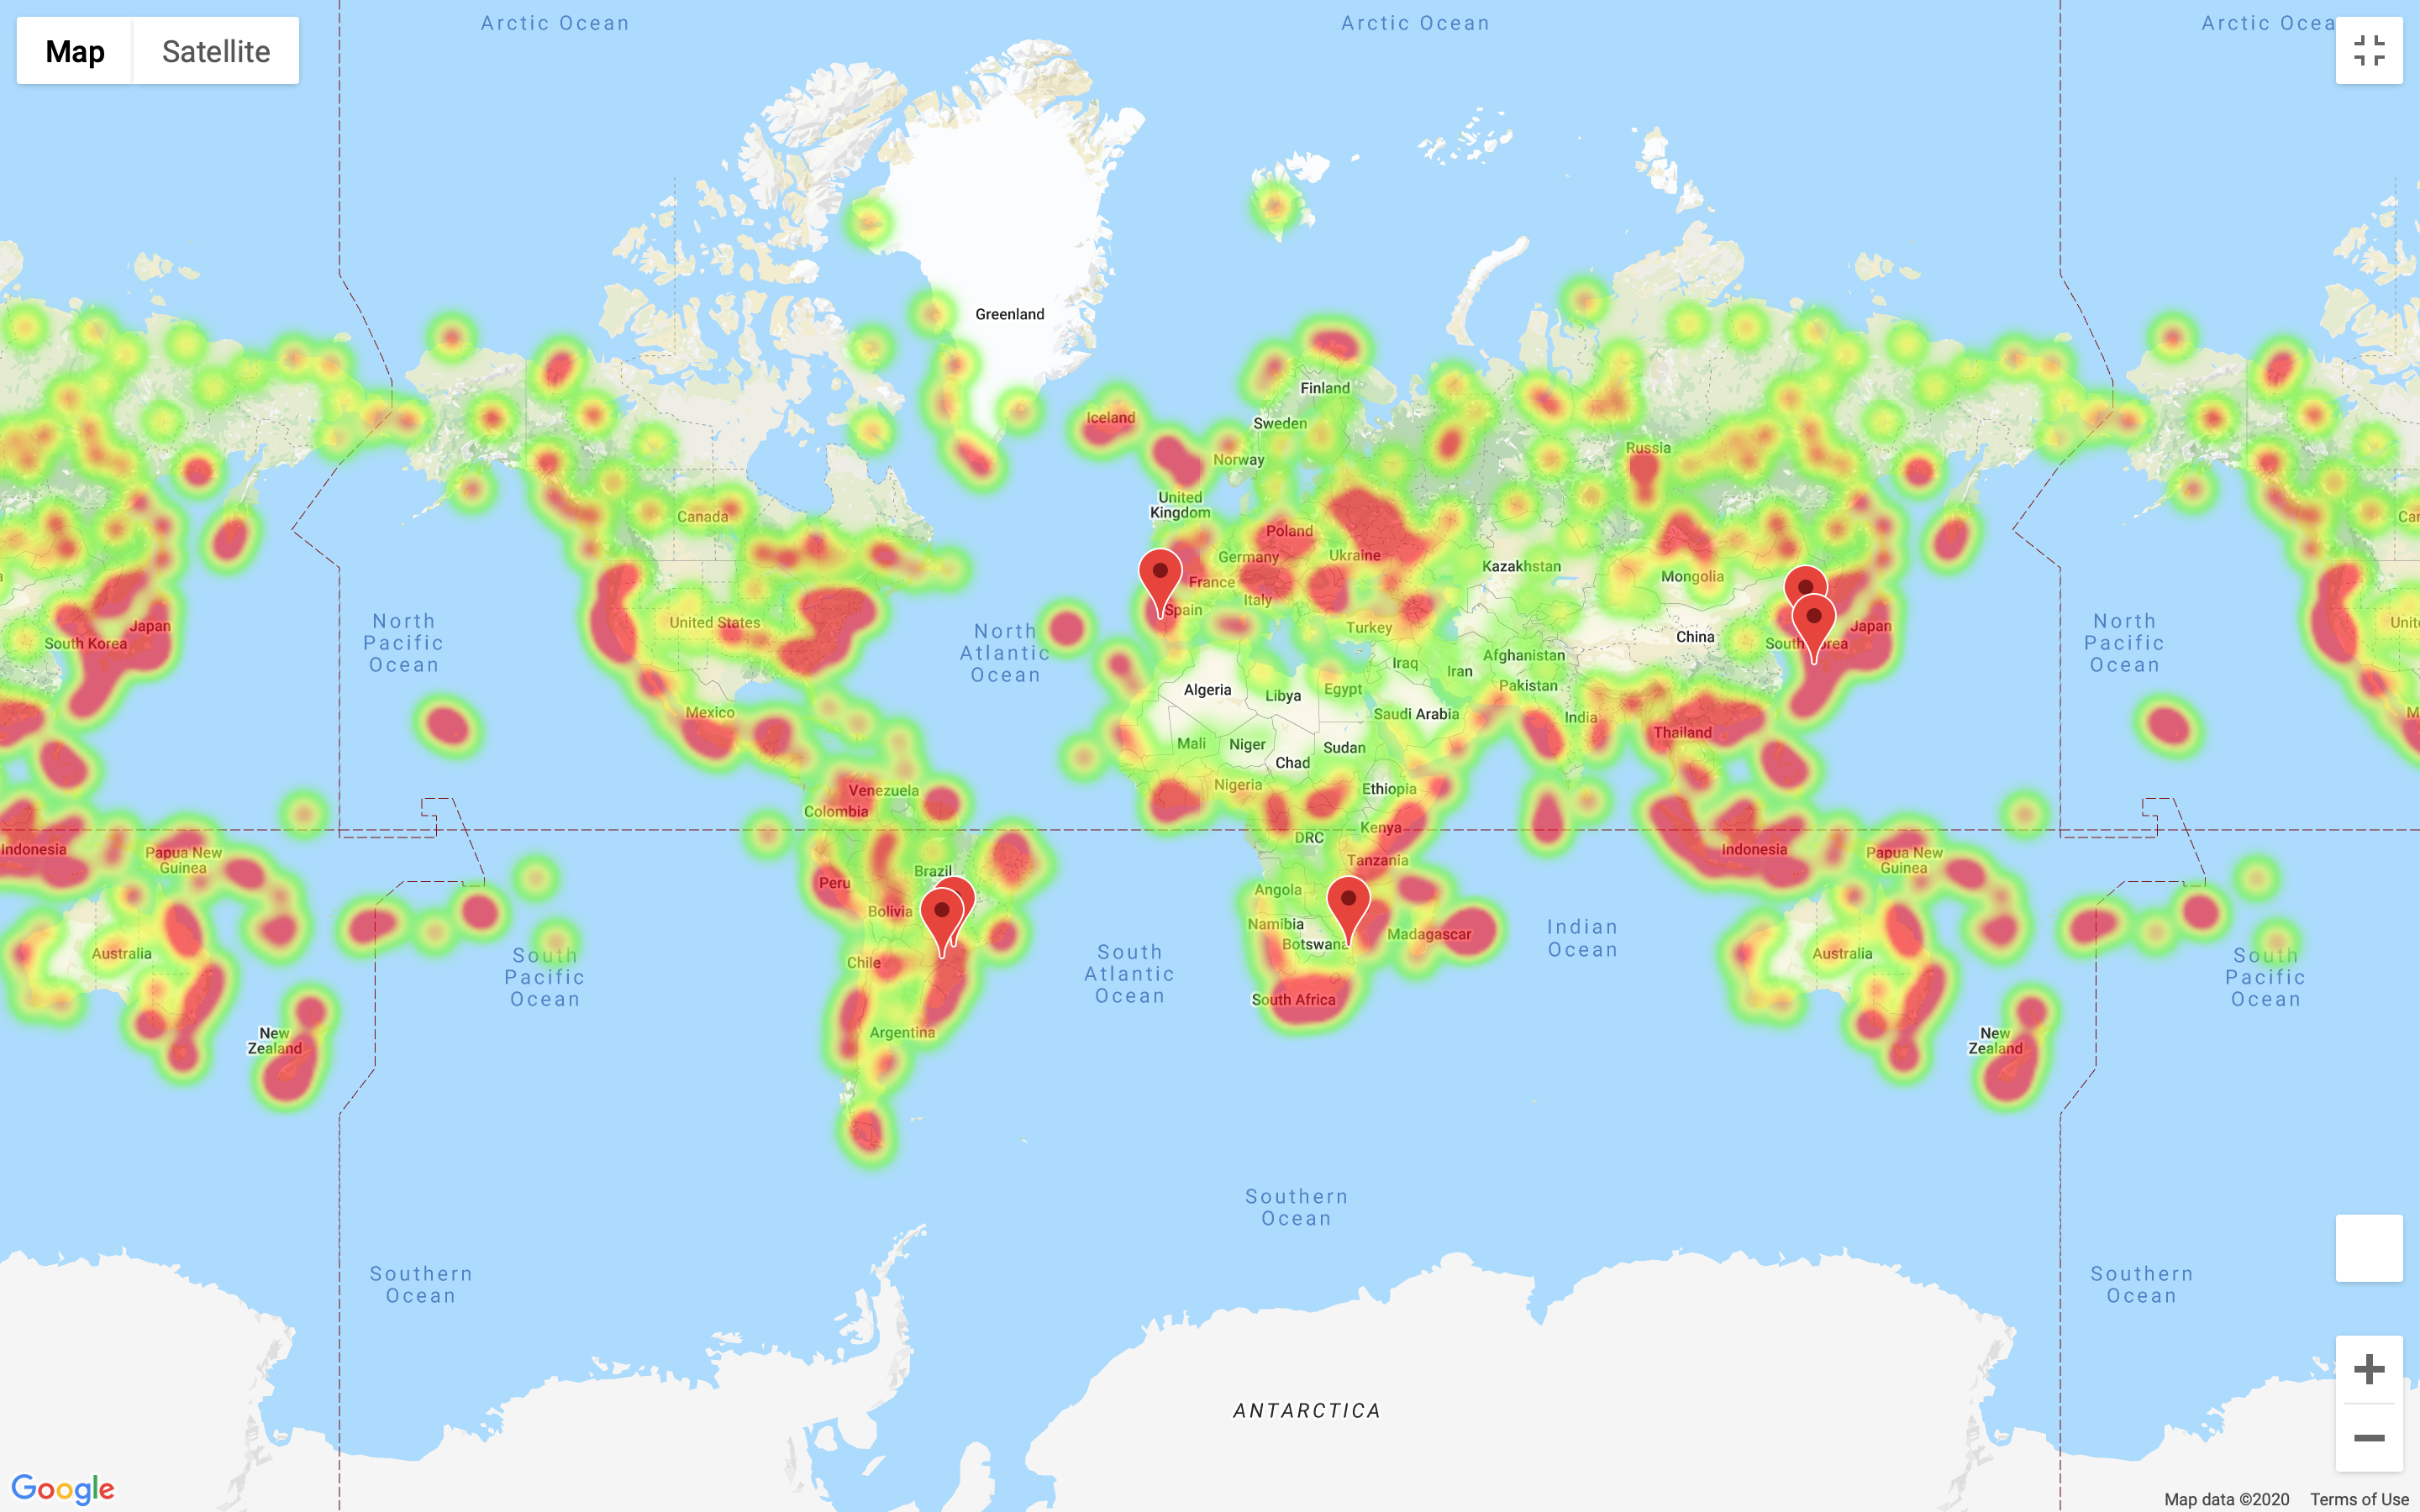 Arctic Ocean
Arctic Ocean
Arctic Ocea
Map
Satellite
Greenland
Finland
Iceland
Sweden
Russia
Norway
United
Kingdom
Canada
Poland
Germany
Ukraine
Kazakhstan
Mongolia
France
Italy
Spain
United States
Turkey
China
Japan
South Korea
Japan
South Korea
North
Pacific
Ocean
North
Atlantic
Ocean
North
Pacific
Ocean
Afghanistan
Iraq
Iran
Pakistan
Algeria
Libya
Egypt
Saudi Arabia
India
Mexico
Thailand
Mali
Niger
Sudan
Chad
Nigeria
Ethiopia
Venezuela
Colombia
DRC
Kenya
Indonesia
Papua New
Guinea
Tanzania
Indonesia
Papua New
Guinea
Brazil
Peru
Angola
Bolivia
Namibia
Botswana
Madagascar
Indian
Ocean
Australia
Australia
South
Pacific
Ocean
South
Atlantic
Ocean
South
Pacific
Ocean
Chile
South Africa
Argentina
New
Zealand
New
Zealand
Southern
Ocean
Southern
Ocean
Southern
Ocean
ANTARCTICA
Google
Map data ©2020
Terms of Use